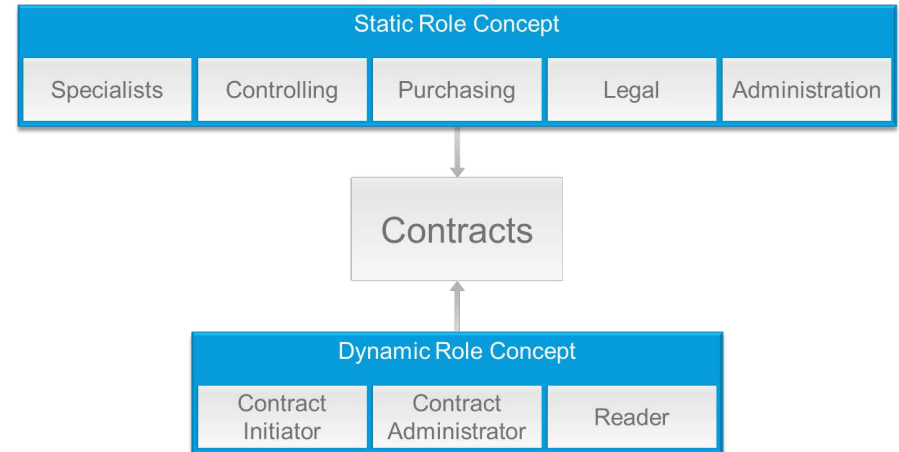 Static Role Concept
Specialists
Controlling
Purchasing
Legal
Administration
Contracts
Dynamic Role Concept
Contract
Initiator
Contract
Administrator
Reader